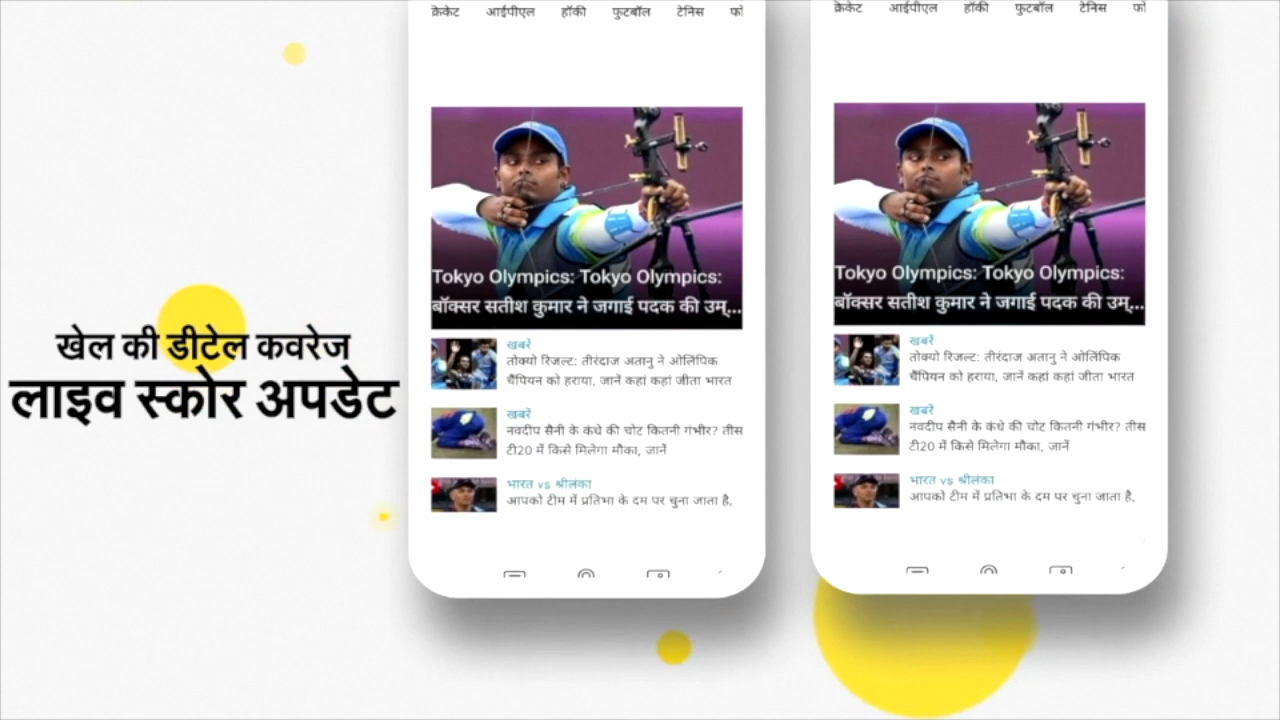 खेल की डीटेल कवरेज
लाइव स्कोर अपडेट
क्रिकेट आईपीएल हॉकी फुटबॉल टेनिस
Tokyo Olympics: Tokyo Olympics:
बॉक्सर सतीश कुमार ने जगाई पदक की उम्...
खबरें
तोक्यो रिजल्ट: तीरंदाज अतानु ने ओलिंपिक
चैंपियन को हराया, जानें कहां कहां जीता भारत
खबरें
नवदीप सैनी के कंधे की चोट कितनी गंभीर? तीस
टी20 में किसे मिलेगा मौका, जानें
भारत vs श्रीलंका
आपको टीम में प्रतिभा के दम पर चुना जाता है,
क्रिकेट आईपीएल हॉकी फुटबॉल टेनिस
Tokyo Olympics: Tokyo Olympics:
बॉक्सर सतीश कुमार ने जगाई पदक की उम्...
खबरें
तोक्यो रिजल्ट: तीरंदाज अतानु ने ओलिंपिक
चैंपियन को हराया, जानें कहां कहां जीता भारत
खबरें
नवदीप सैनी के कंधे की चोट कितनी गंभीर? तीस
टी20 में किसे मिलेगा मौका, जानें
भारत vs श्रीलंका
आपको टीम में प्रतिभा के दम पर चुना जाता है,